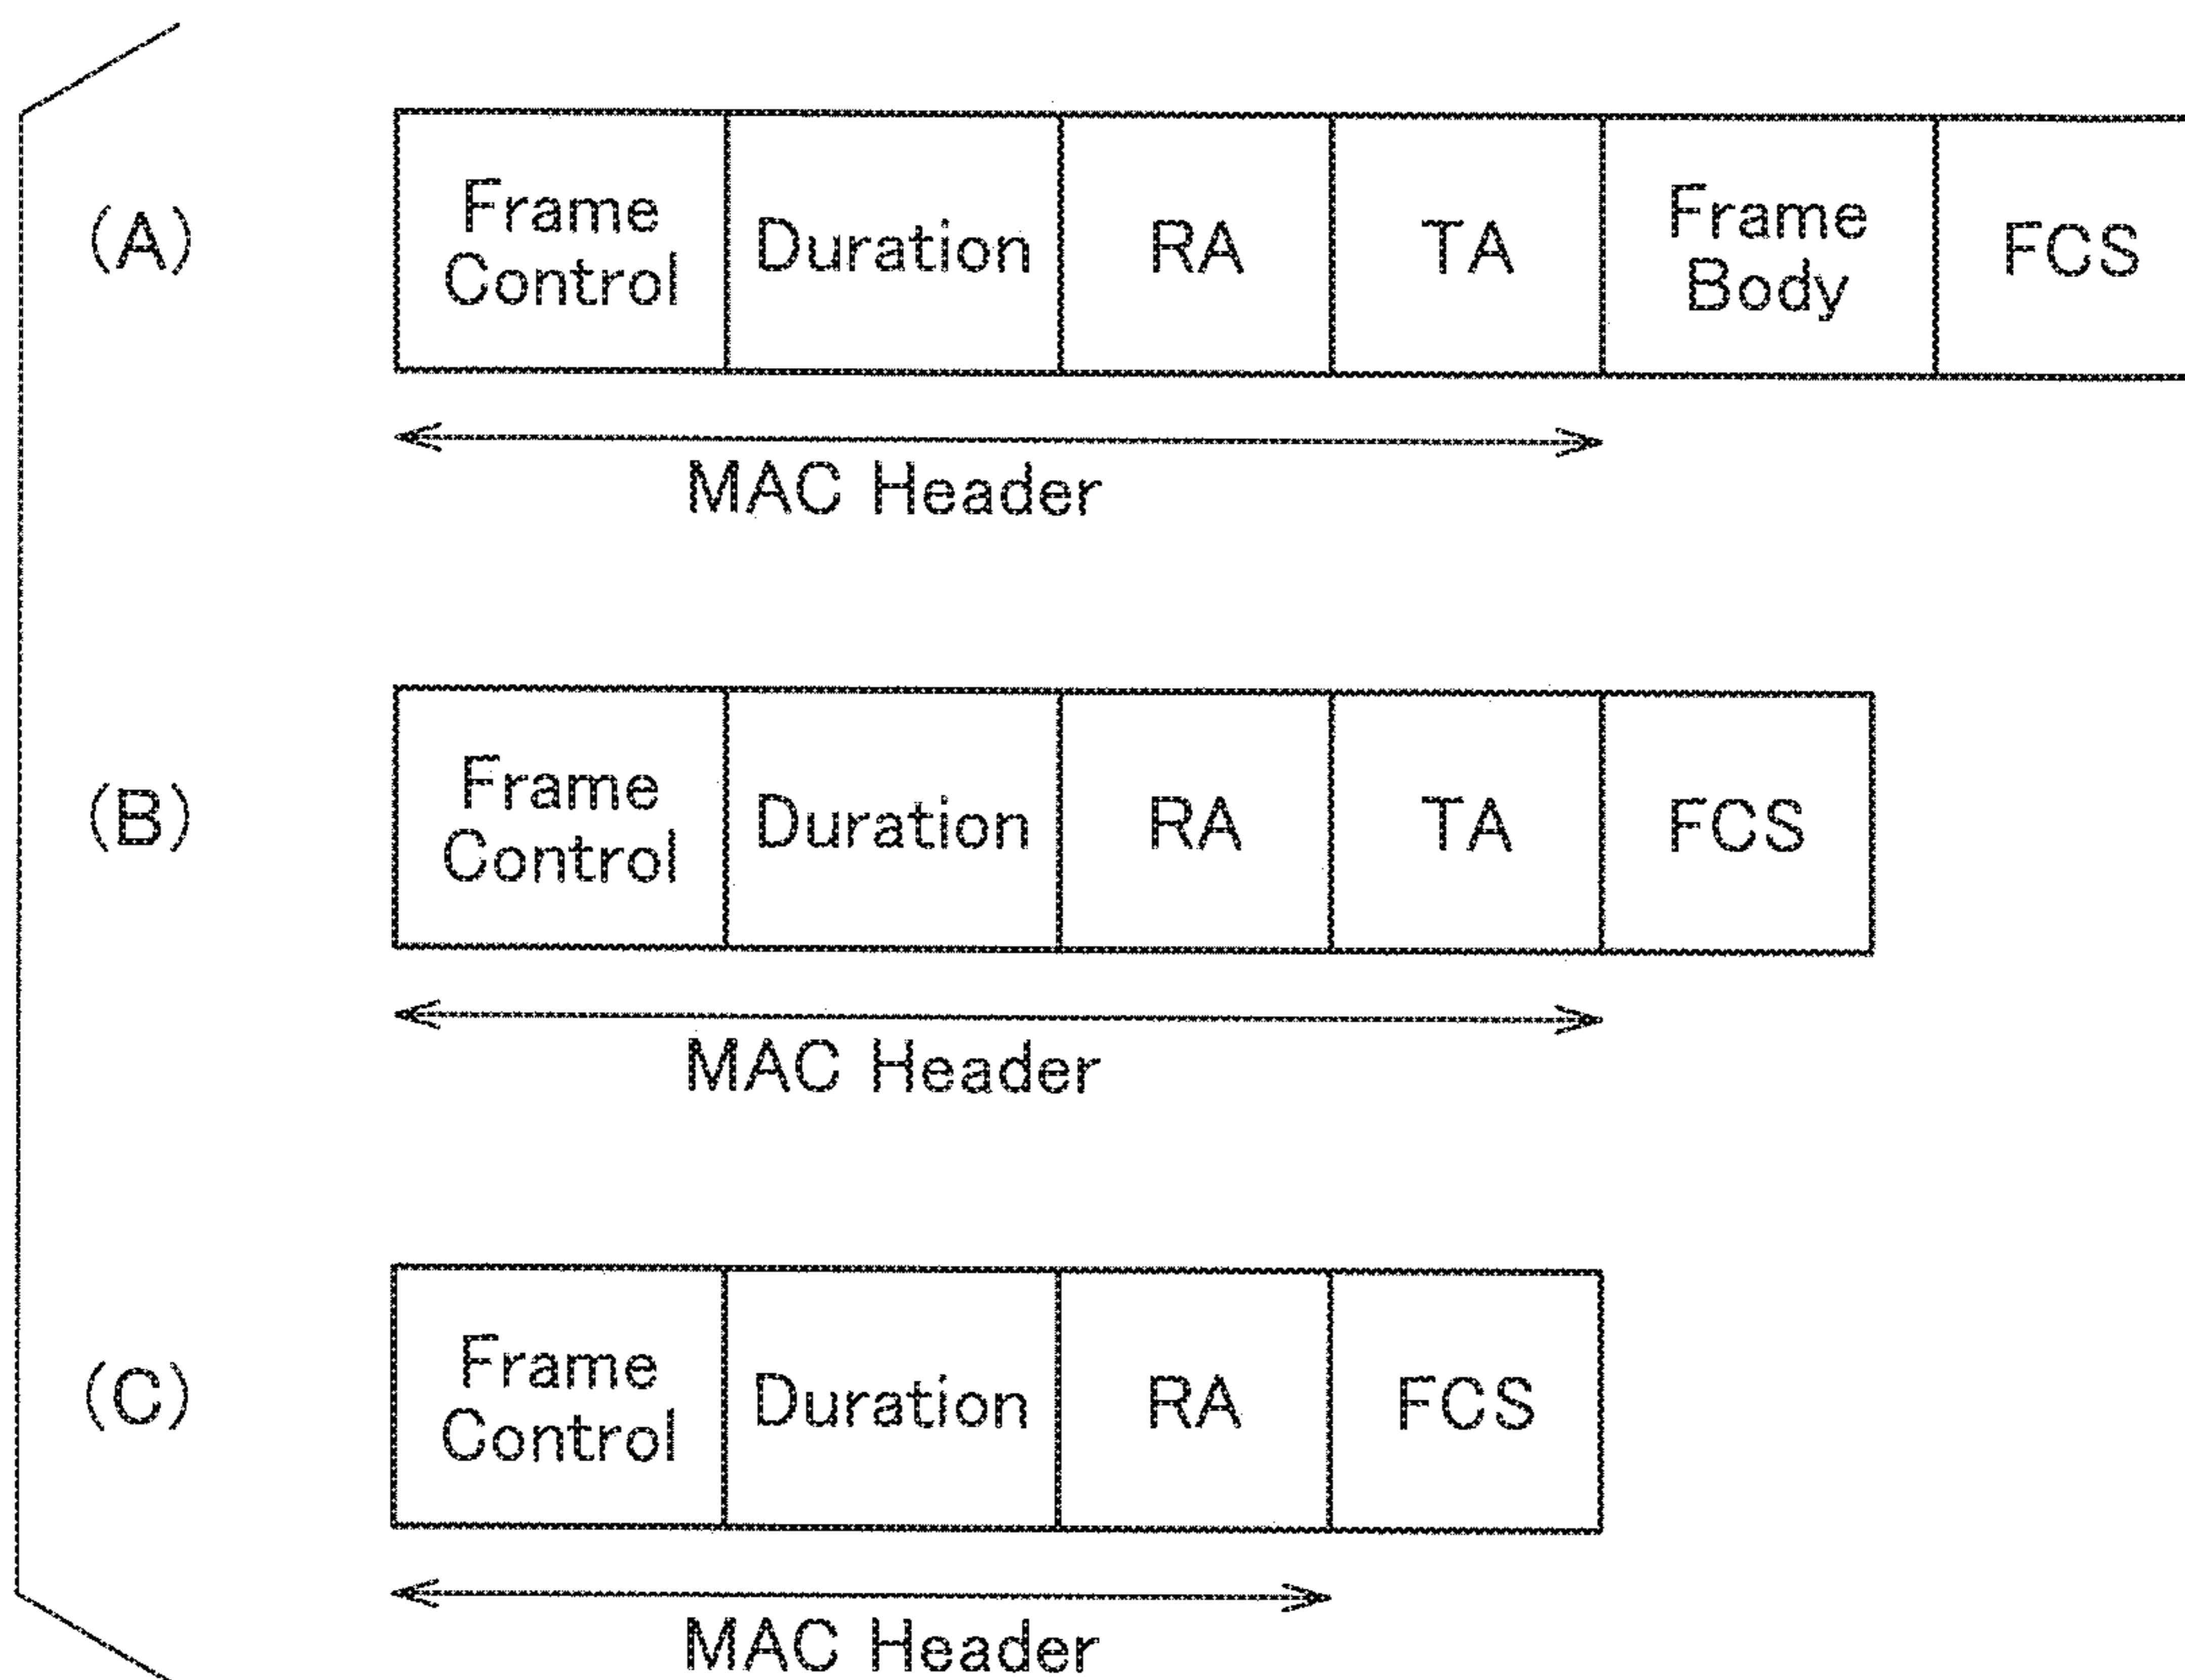 (A)
Frame
Control
Duration
RA
TA
Frame
Body
FCS
MAC Header
(B)
Frame
Control
Duration
RA
TA
FCS
MAC Header
(C)
Frame
Control
Duration
RA
FCS
MAC Header